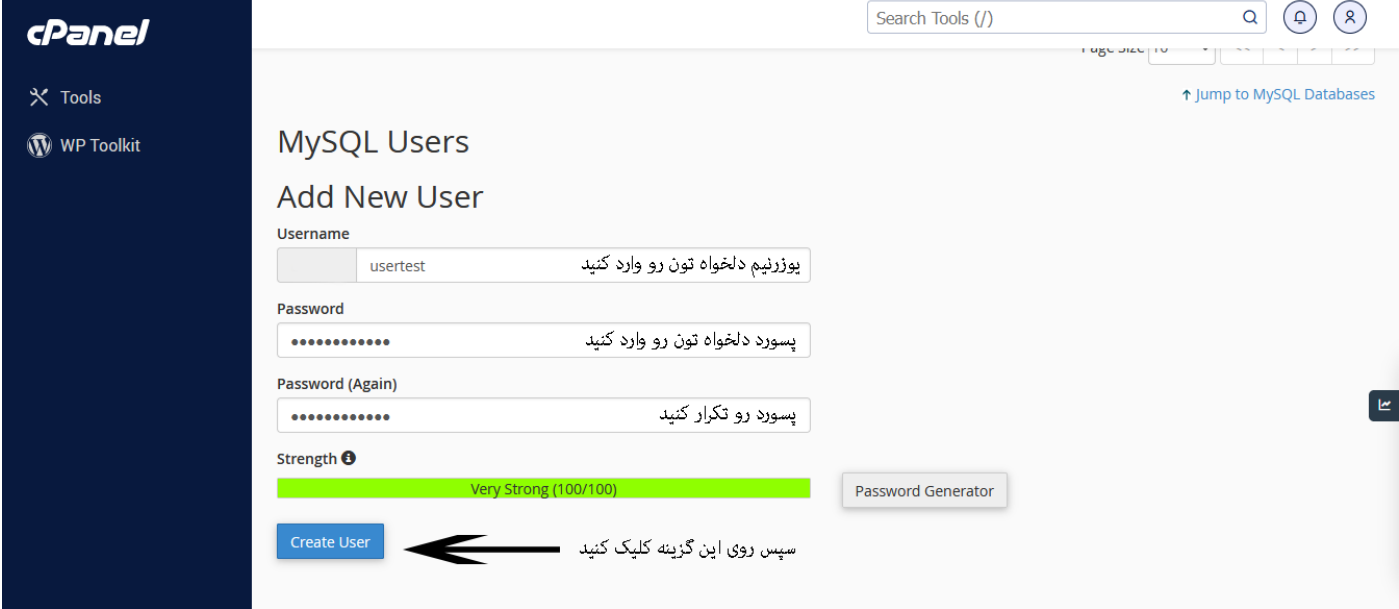 cPanel
Search Tools (/)
Tools
WP Toolkit
Page Size 10
<< < > >>
↑ Jump to MySQL Databases
MySQL Users
Add New User
Username
usertest یوزرنیم دلخواه تون رو وارد کنید
Password
•••••••••••• پسورد دلخواه تون رو وارد کنید
Password (Again)
•••••••••••• پسورد رو تکرار کنید
Strength
Very Strong (100/100)
Password Generator
Create User سپس روی این گزینه کلیک کنید